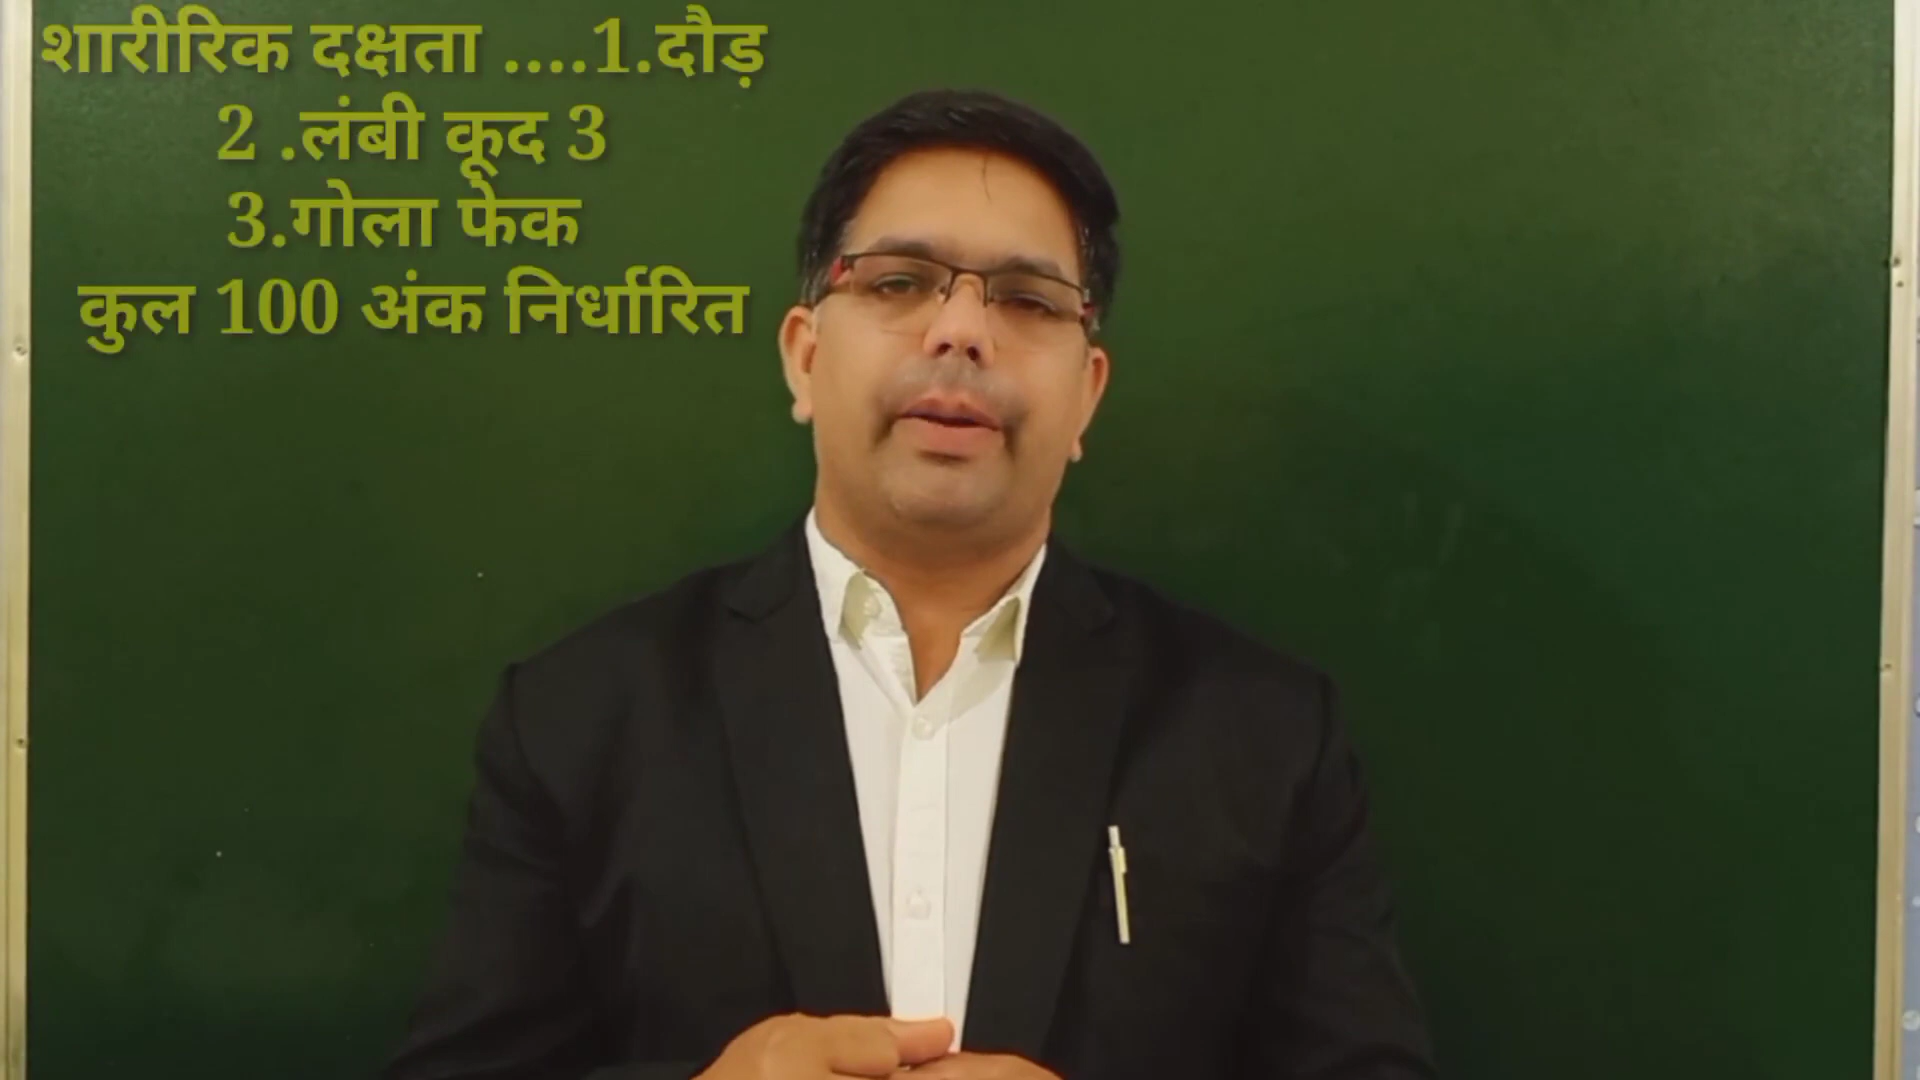 शारीरिक दक्षता ....1.दौड़
2 .लंबी कूद 3
3.गोला फेक
कुल 100 अंक निर्धारित